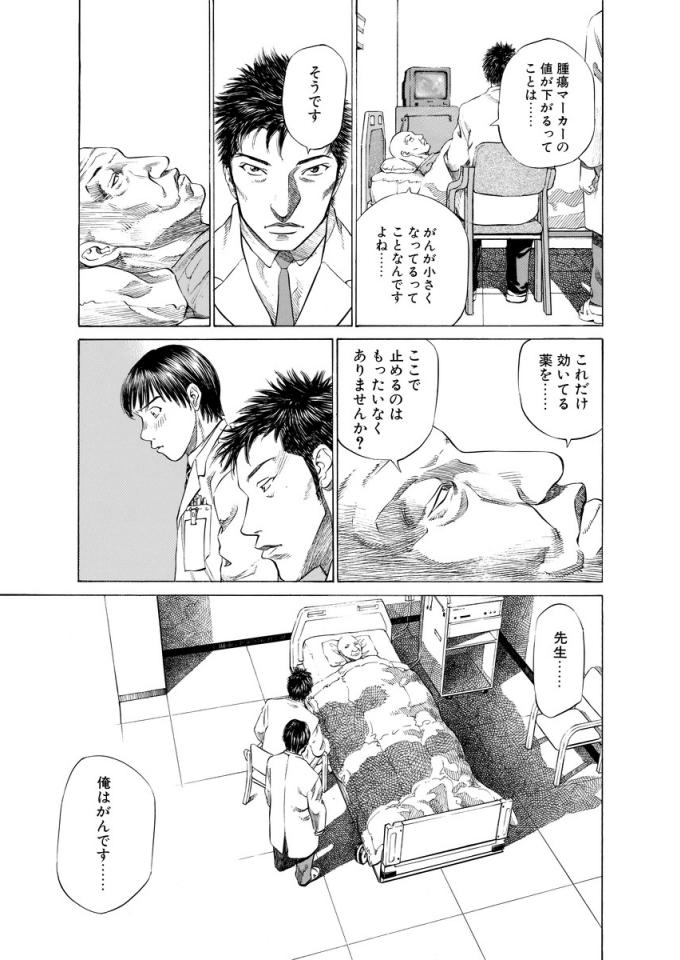 腫瘍マーカーの
値が下がるって
ことは……
がんが小さく
なってるって
ことなんです
よね……
そうです
これだけ
効いてる
薬を……
ここで
止めるのは
もったいなく
ありませんか？
先生……
俺はがんです……